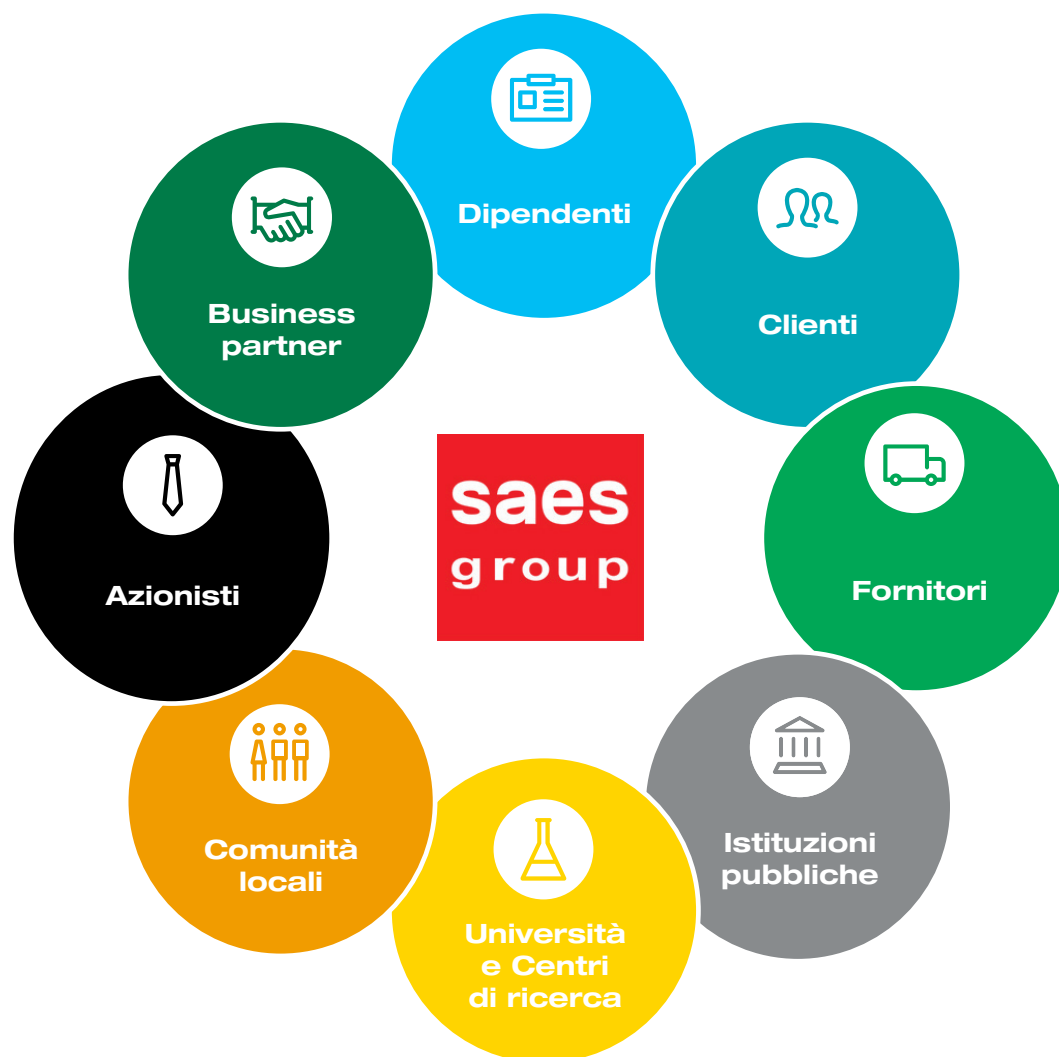 Dipendenti
Clienti
Fornitori
Istituzioni
pubbliche
Università
e Centri
di ricerca
Comunità
locali
Azionisti
Business
partner
saes
group